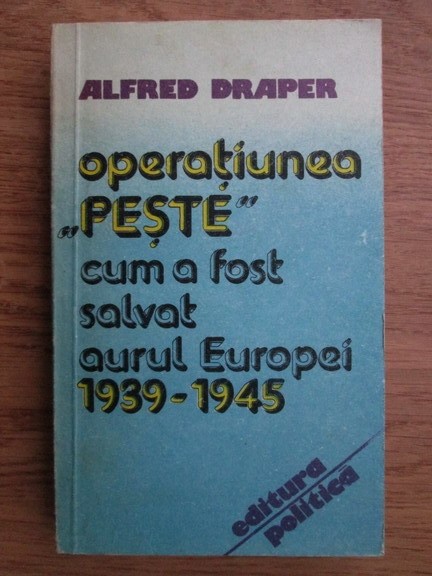 ALFRED DRAPER
operațiunea
„PEȘTE”
cum a fost
salvat
aurul Europei
1939-1945
editura
politică